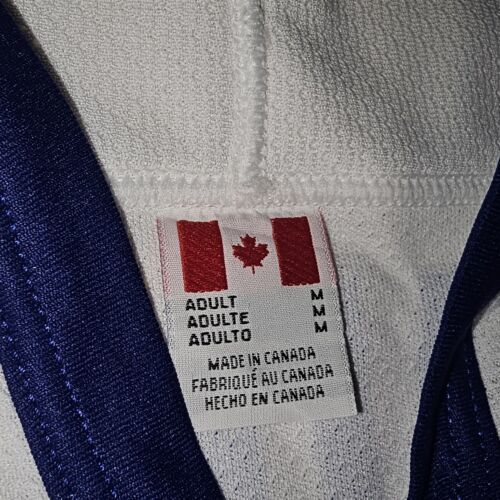 ADULT M
ADULTE M
ADULTO M
MADE IN CANADA
FABRIQUÉ AU CANADA
HECHO EN CANADA